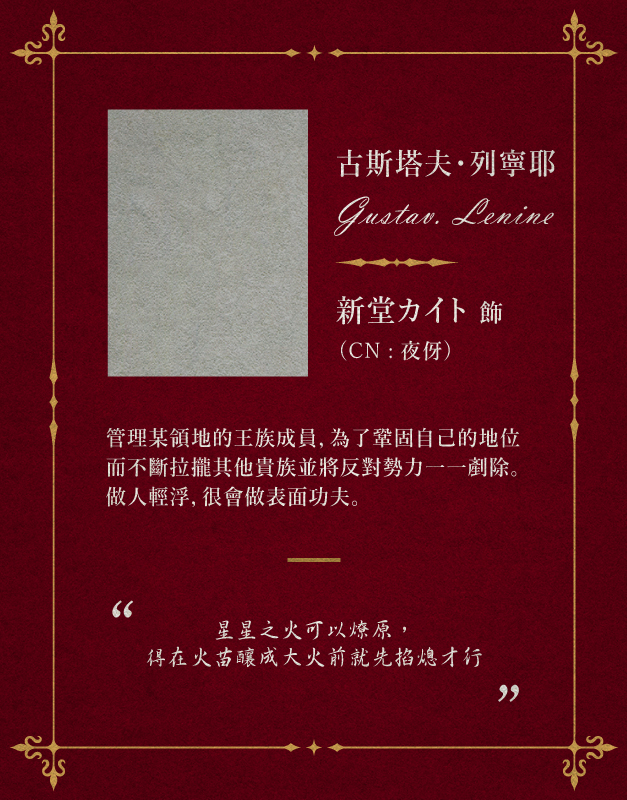 古斯塔夫·列寧耶
Gustav. Lenine
新堂カイト 飾
（CN：夜伢）
管理某領地的王族成員，為了鞏固自己的地位
而不斷拉攏其他貴族並將反對勢力一一剷除。
做人輕浮，很會做表面功夫。
“
星星之火可以燎原，
得在火苗釀成大火前就先掐熄才行
”